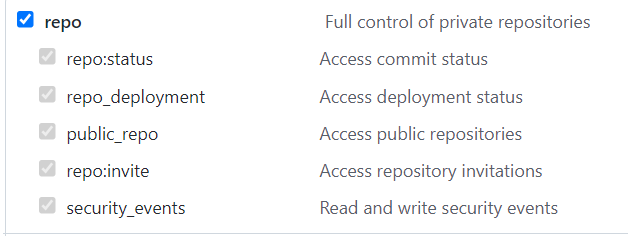 repo Full control of private repositories
repo:status Access commit status
repo_deployment Access deployment status
public_repo Access public repositories
repo:invite Access repository invitations
security_events Read and write security events